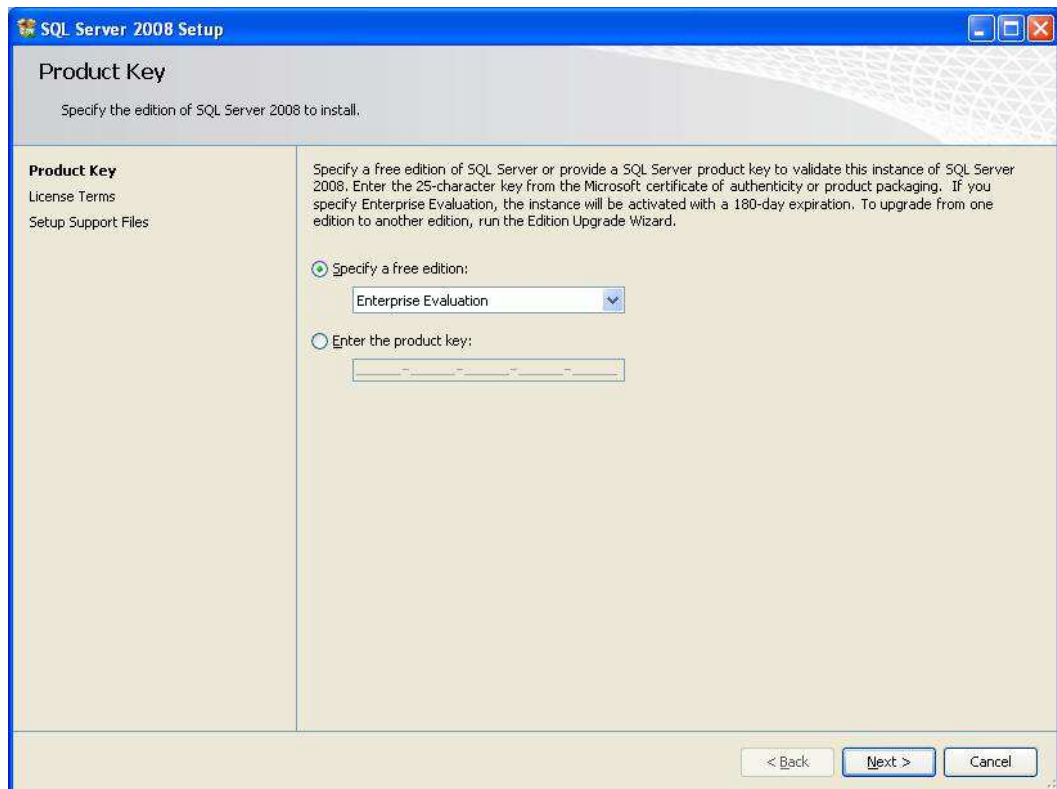 SQL Server 2008 Setup
Product Key
Specify the edition of SQL Server 2008 to install.
Product Key
License Terms
Setup Support Files
Specify a free edition of SQL Server or provide a SQL Server product key to validate this instance of SQL Server
2008. Enter the 25-character key from the Microsoft certificate of authenticity or product packaging.  If you
specify Enterprise Evaluation, the instance will be activated with a 180-day expiration. To upgrade from one
edition to another edition, run the Edition Upgrade Wizard.
Specify a free edition:
Enterprise Evaluation
Enter the product key:
_____-_____-_____-_____-_____
< Back
Next >
Cancel